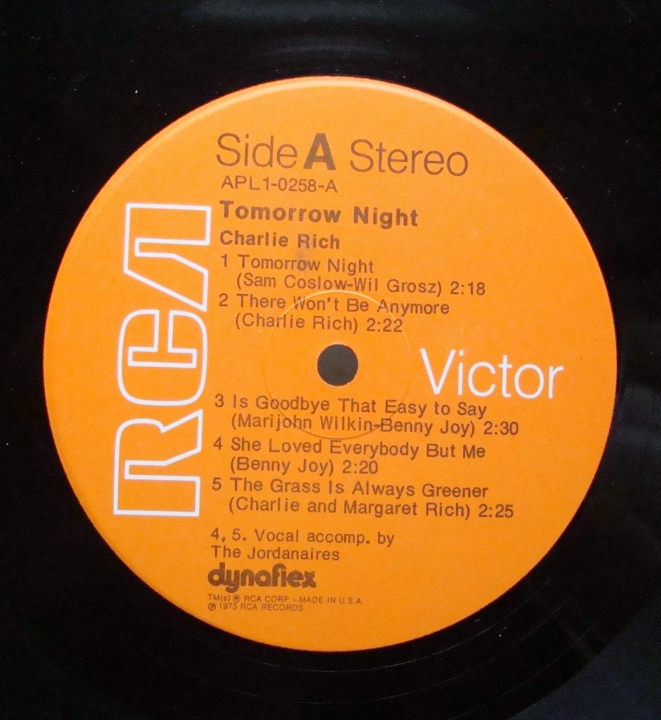 Side A Stereo
APL1-0258-A
Tomorrow Night
Charlie Rich
1 Tomorrow Night
(Sam Coslow-Wil Grosz) 2:18
2 There Won't Be Anymore
(Charlie Rich) 2:22
RCA
Victor
3 Is Goodbye That Easy to Say
(Marijohn Wilkin-Benny Joy) 2:30
4 She Loved Everybody But Me
(Benny Joy) 2:20
5 The Grass Is Always Greener
(Charlie and Margaret Rich) 2:25
4, 5. Vocal accomp. by
The Jordanaires
dynaflex
TM(s) ® RCA CORP.-MADE IN U.S.A.
℗ 1973 RCA RECORDS